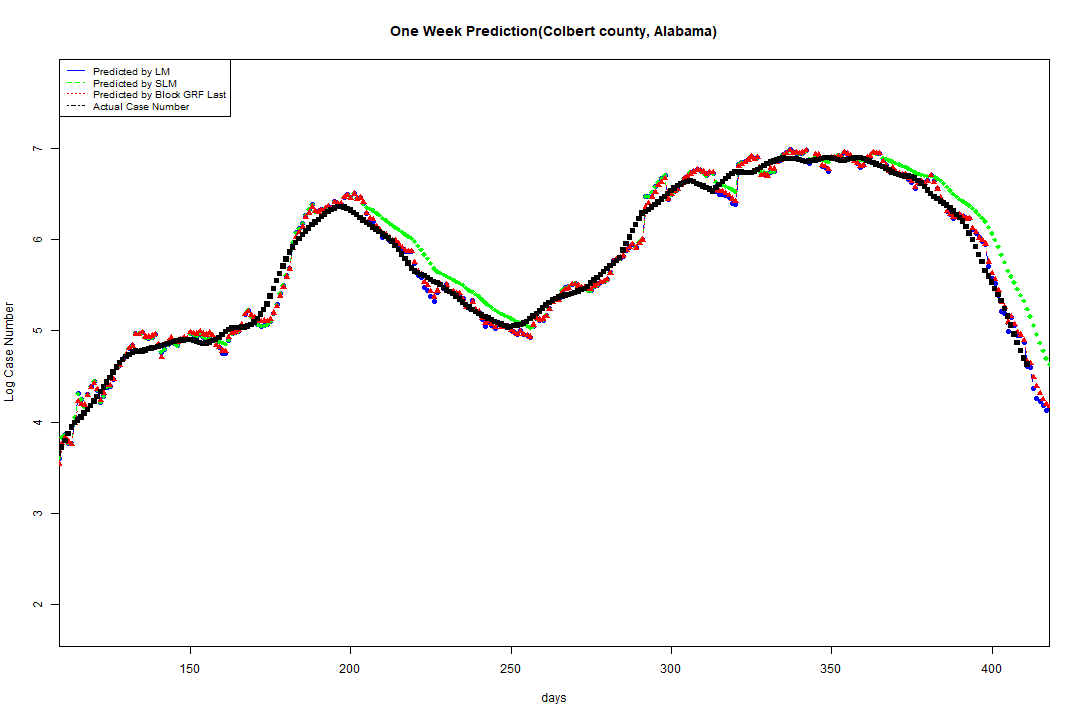 One Week Prediction(Colbert county, Alabama)
Predicted by LM
Predicted by SLM
Predicted by Block GRF Last
Actual Case Number
7
6
5
4
3
2
Log Case Number
150 200 250 300 350 400
days